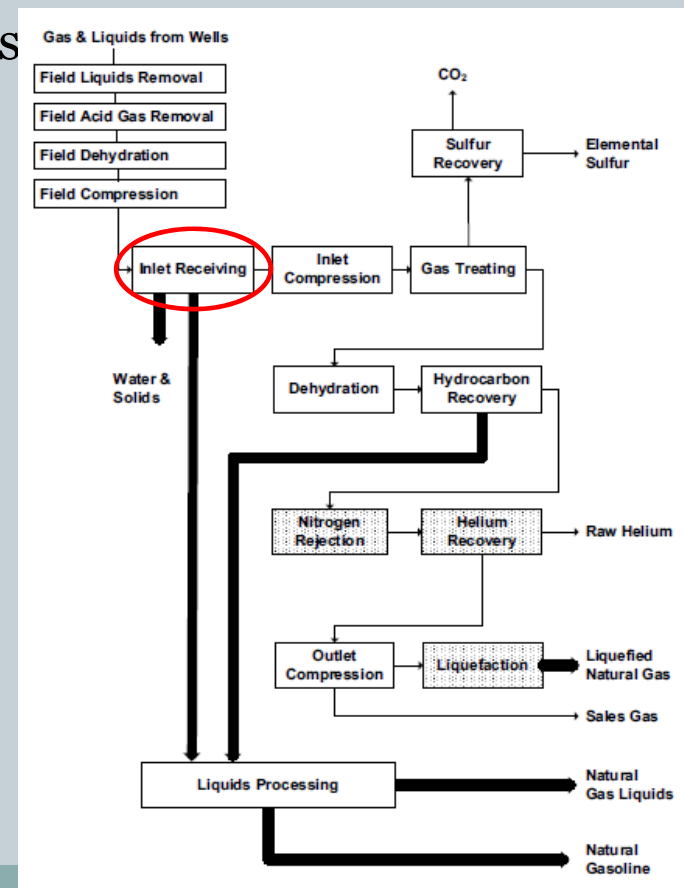 s
Gas & Liquids from Wells
Field Liquids Removal
Field Acid Gas Removal
Field Dehydration
Field Compression
CO₂
Sulfur
Recovery
Elemental
Sulfur
Inlet Receiving
Inlet
Compression
Gas Treating
Water &
Solids
Dehydration
Hydrocarbon
Recovery
Nitrogen
Rejection
Helium
Recovery
Raw Helium
Outlet
Compression
Liquefaction
Liquefied
Natural Gas
Sales Gas
Liquids Processing
Natural
Gas Liquids
Natural
Gasoline